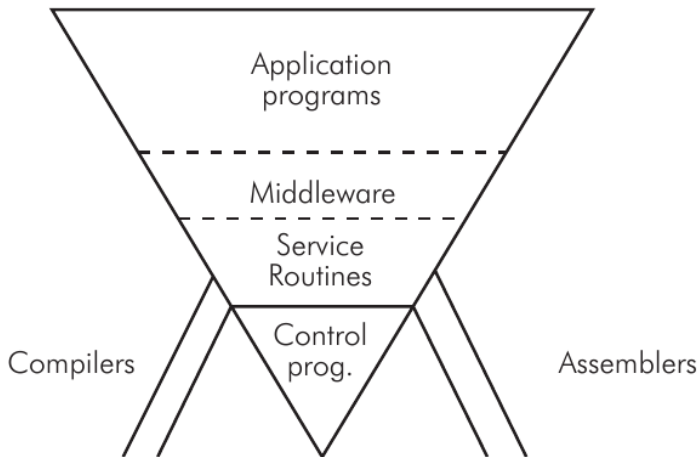 Application
programs
Middleware
Service
Routines
Control
prog.
Compilers
Assemblers